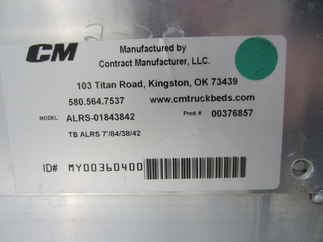 CM
Manufactured by
Contract Manufacturer, LLC.
103 Titan Road, Kingston, OK 73439
580.564.7537 www.cmtruckbeds.com
MODEL ALRS-01843842 Prod # 00376857
TB ALRS 7'/84/38/42
ID# MY00360400